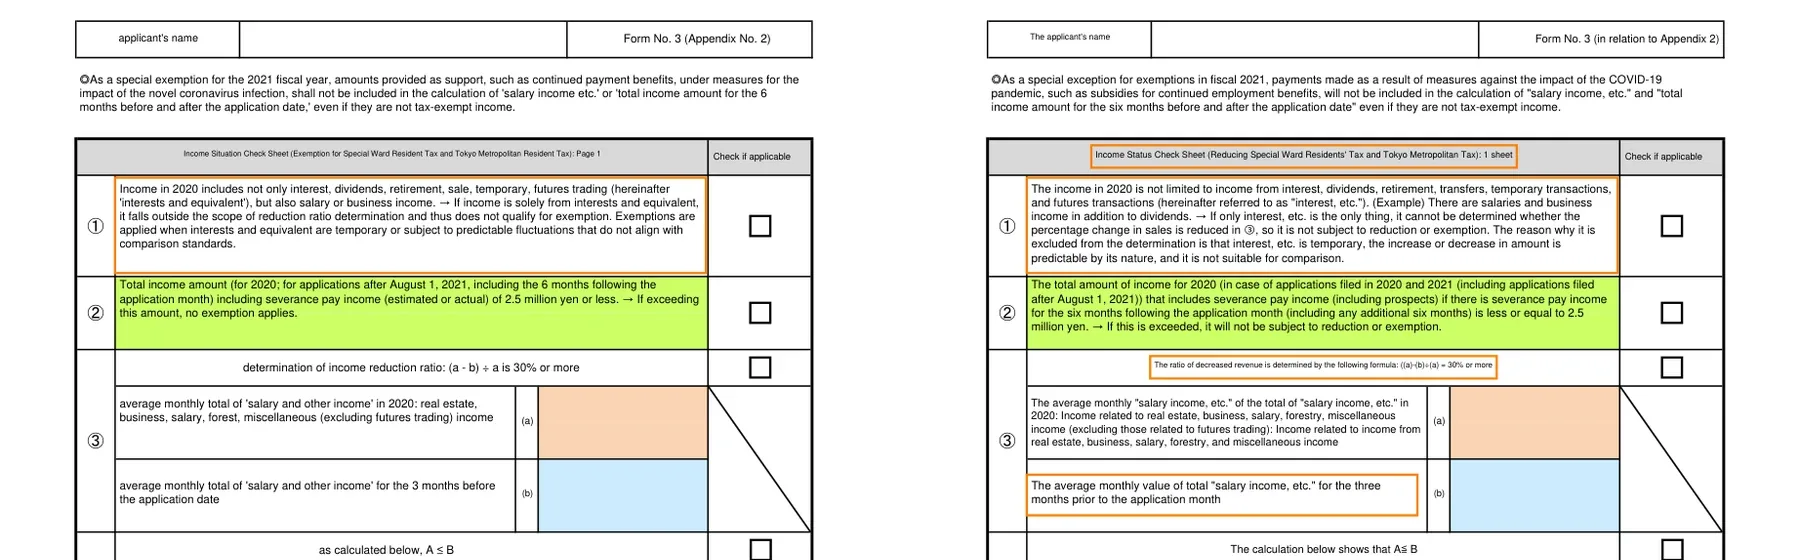 applicant's name
Form No. 3 (Appendix No. 2)
◎As a special exemption for the 2021 fiscal year, amounts provided as support, such as continued payment benefits, under measures for the
impact of the novel coronavirus infection, shall not be included in the calculation of 'salary income etc.' or 'total income amount for the 6
months before and after the application date,' even if they are not tax-exempt income.
Income Situation Check Sheet (Exemption for Special Ward Resident Tax and Tokyo Metropolitan Resident Tax): Page 1
Check if applicable
①
Income in 2020 includes not only interest, dividends, retirement, sale, temporary, futures trading (hereinafter
'interests and equivalent'), but also salary or business income. → If income is solely from interests and equivalent,
it falls outside the scope of reduction ratio determination and thus does not qualify for exemption. Exemptions are
applied when interests and equivalent are temporary or subject to predictable fluctuations that do not align with
comparison standards.
②
Total income amount (for 2020; for applications after August 1, 2021, including the 6 months following the
application month) including severance pay income (estimated or actual) of 2.5 million yen or less. → If exceeding
this amount, no exemption applies.
③
determination of income reduction ratio: (a - b) ÷ a is 30% or more
average monthly total of 'salary and other income' in 2020: real estate,
business, salary, forest, miscellaneous (excluding futures trading) income
(a)
average monthly total of 'salary and other income' for the 3 months before
the application date
(b)
as calculated below, A ≤ B
The applicant's name
Form No. 3 (in relation to Appendix 2)
◎As a special exception for exemptions in fiscal 2021, payments made as a result of measures against the impact of the COVID-19
pandemic, such as subsidies for continued employment benefits, will not be included in the calculation of "salary income, etc." and "total
income amount for the six months before and after the application date" even if they are not tax-exempt income.
Income Status Check Sheet (Reducing Special Ward Residents' Tax and Tokyo Metropolitan Tax): 1 sheet
Check if applicable
①
The income in 2020 is not limited to income from interest, dividends, retirement, transfers, temporary transactions,
and futures transactions (hereinafter referred to as "interest, etc."). (Example) There are salaries and business
income in addition to dividends. → If only interest, etc. is the only thing, it cannot be determined whether the
percentage change in sales is reduced in ③, so it is not subject to reduction or exemption. The reason why it is
excluded from the determination is that interest, etc. is temporary, the increase or decrease in amount is
predictable by its nature, and it is not suitable for comparison.
②
The total amount of income for 2020 (in case of applications filed in 2020 and 2021 (including applications filed
after August 1, 2021)) that includes severance pay income (including prospects) if there is severance pay income
for the six months following the application month (including any additional six months) is less or equal to 2.5
million yen. → If this is exceeded, it will not be subject to reduction or exemption.
③
The ratio of decreased revenue is determined by the following formula: ((a)-(b)÷(a) = 30% or more
The average monthly "salary income, etc." of the total of "salary income, etc." in
2020: Income related to real estate, business, salary, forestry, miscellaneous
income (excluding those related to futures trading): Income related to income from
real estate, business, salary, forestry, and miscellaneous income
(a)
The average monthly value of total "salary income, etc." for the three
months prior to the application month
(b)
The calculation below shows that A≤ B